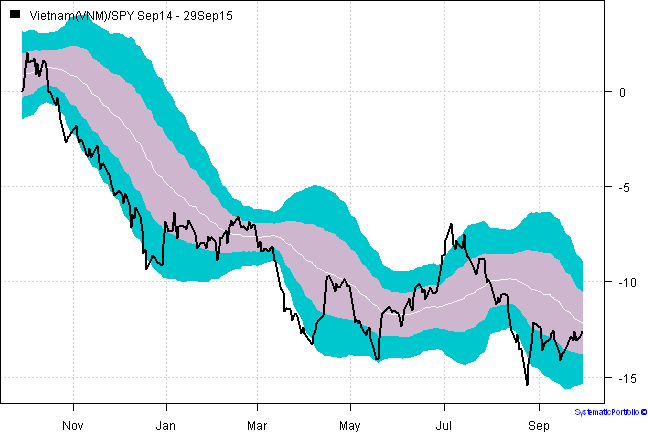 Vietnam(VNM)/SPY Sep14 - 29Sep15
0
-5
-10
-15
Nov Jan Mar May Jul Sep
SystematicPortfolio ©